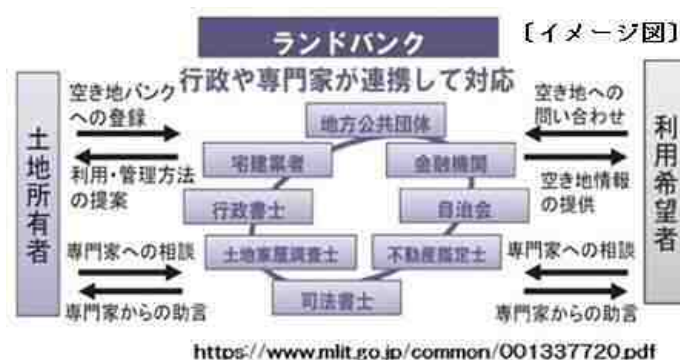 ランドバンク
〔イメージ図〕
行政や専門家が連携して対応
土地所有者
空き地バンク
への登録
利用・管理方法
の提案
専門家への相談
専門家からの助言
地方公共団体
宅建業者
金融機関
行政書士
自治会
土地家屋調査士
不動産鑑定士
司法書士
空き地への
問い合わせ
空き地情報
の提供
専門家への相談
専門家からの助言
利用希望者
https://www.mlit.go.jp/common/001337720.pdf